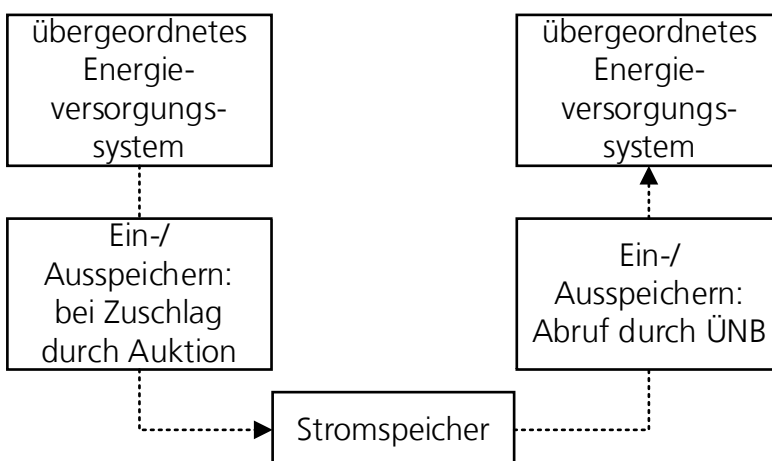 übergeordnetes
Energie-
versorgungs-
system
Ein-/
Ausspeichern:
bei Zuschlag
durch Auktion
Stromspeicher
übergeordnetes
Energie-
versorgungs-
system
Ein-/
Ausspeichern:
Abruf durch ÜNB